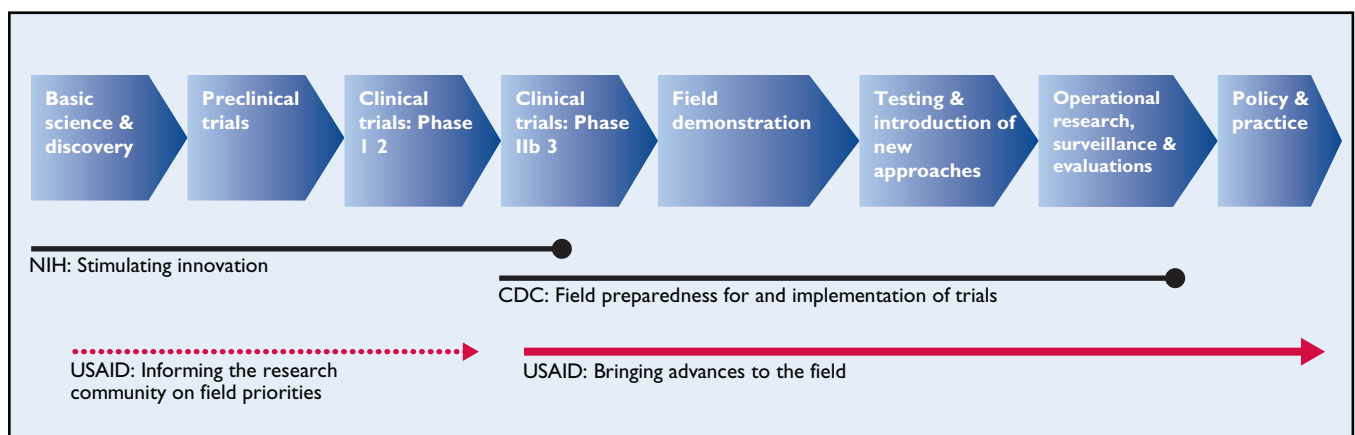 Basic
science &
discovery
Preclinical
trials
Clinical
trials: Phase
1 2
Clinical
trials: Phase
IIb 3
Field
demonstration
Testing &
introduction of
new
approaches
Operational
research,
surveillance &
evaluations
Policy &
practice
NIH: Stimulating innovation
CDC: Field preparedness for and implementation of trials
USAID: Informing the research
community on field priorities
USAID: Bringing advances to the field